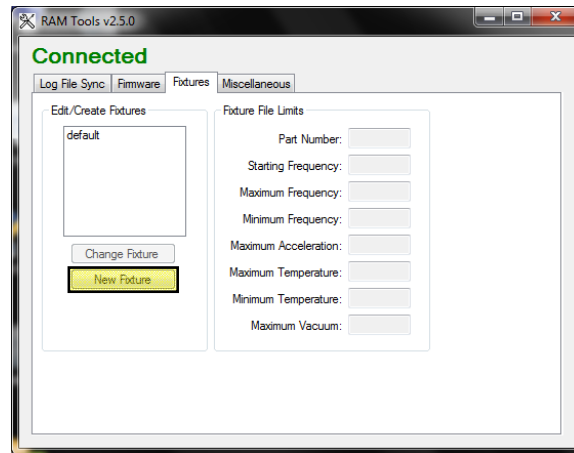 RAM Tools v2.5.0
Connected
Log File Sync Firmware Fixtures Miscellaneous
Edit/Create Fixtures
default
Change Fixture
New Fixture
Fixture File Limits
Part Number:
Starting Frequency:
Maximum Frequency:
Minimum Frequency:
Maximum Acceleration:
Maximum Temperature:
Minimum Temperature:
Maximum Vacuum: